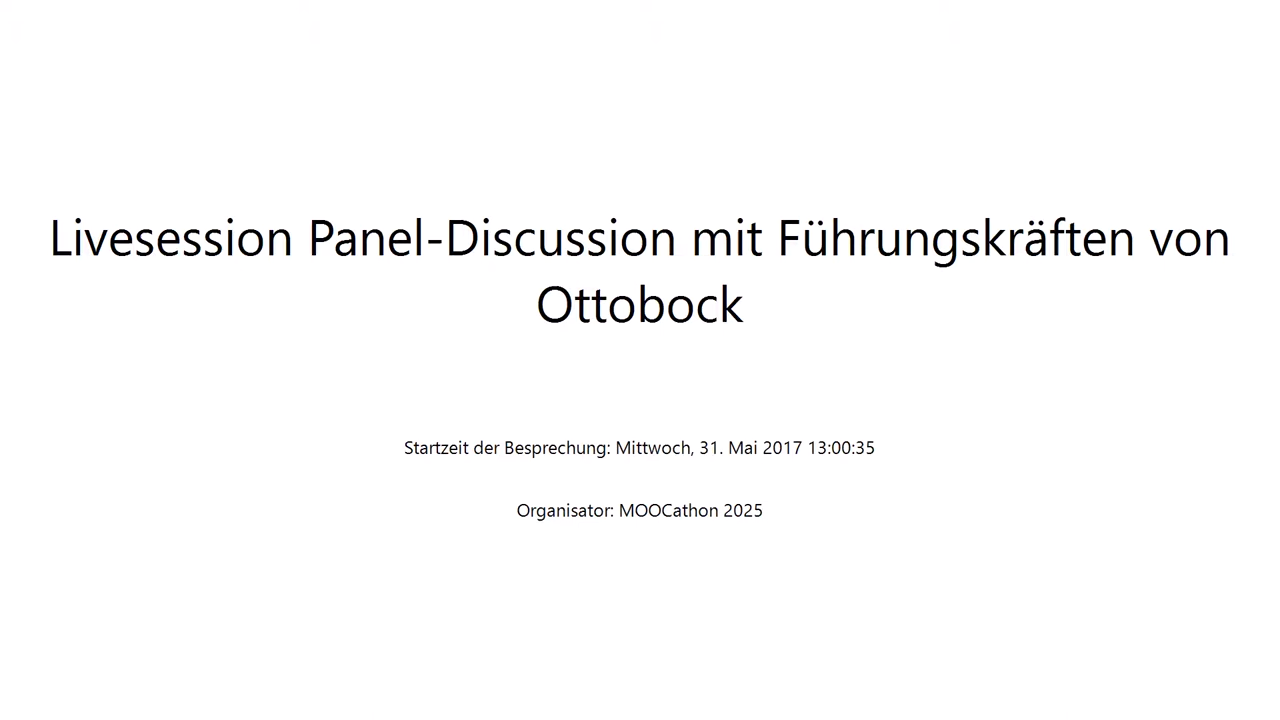 Livesession Panel-Discussion mit Führungskräften von
Ottobock
Startzeit der Besprechung: Mittwoch, 31. Mai 2017 13:00:35
Organisator: MOOCathon 2025